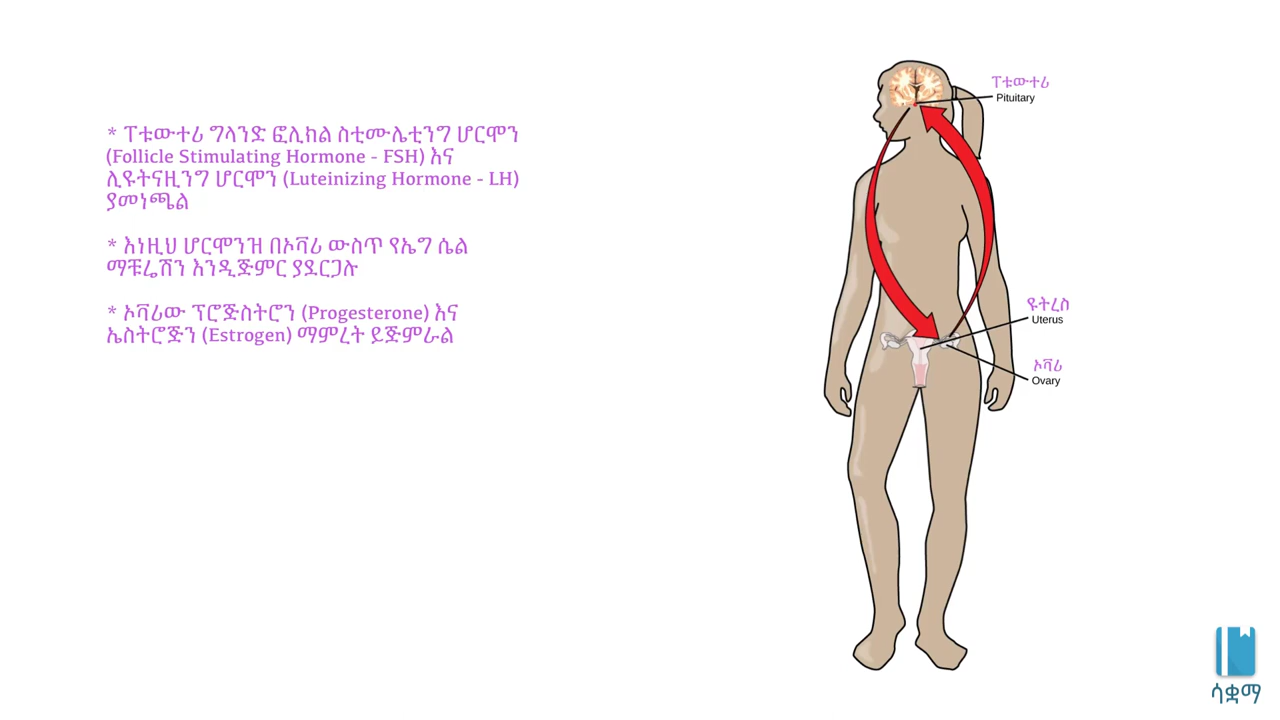 * ፐቱውተሪ ግላንድ ፎሊክል ስቲሙሌቲንግ ሆርሞን
(Follicle Stimulating Hormone - FSH) እና
ሊዩትናዚንግ ሆርሞን (Luteinizing Hormone - LH)
ያመነጫል
* እነዚህ ሆርሞንዝ በኦቫሪ ውስጥ የኤግ ሴል
ማቹሬሽን እንዲጅምር ያደርጋሉ
* ኦቫሪው ፕሮጅስትሮን (Progesterone) እና
ኤስትሮጅን (Estrogen) ማምረት ይጅምራል
ፐቱውተሪ
Pituitary
ዩትረስ
Uterus
ኦቫሪ
Ovary
ሳቋማ